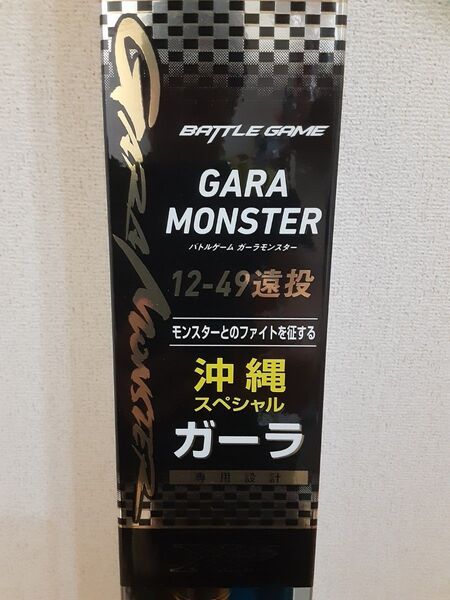 GARA MONSTER
BATTLE GAME
GARA
MONSTER
バトルゲーム ガーラモンスター
12-49遠投
モンスターとのファイトを征する
沖縄
スペシャル
ガーラ
専用設計